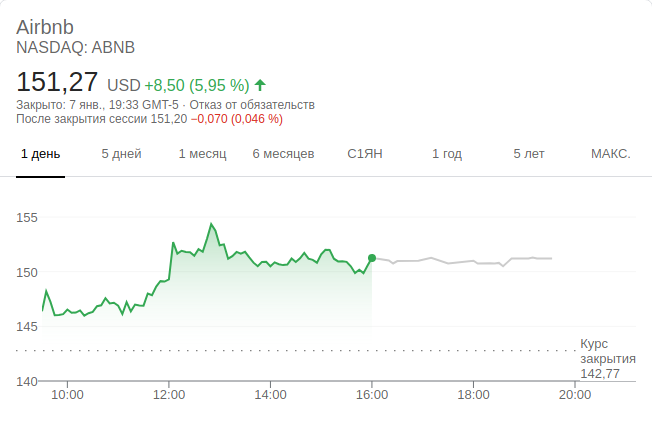 Airbnb
NASDAQ: ABNB
151,27 USD +8,50 (5,95 %)
Закрыто: 7 янв., 19:33 GMT-5 · Отказ от обязательств
После закрытия сессии 151,20 −0,070 (0,046 %)
1 день 5 дней 1 месяц 6 месяцев С1ЯН 1 год 5 лет МАКС.
155
150
145
Курс
закрытия
142,77
140
10:00 12:00 14:00 16:00 18:00 20:00